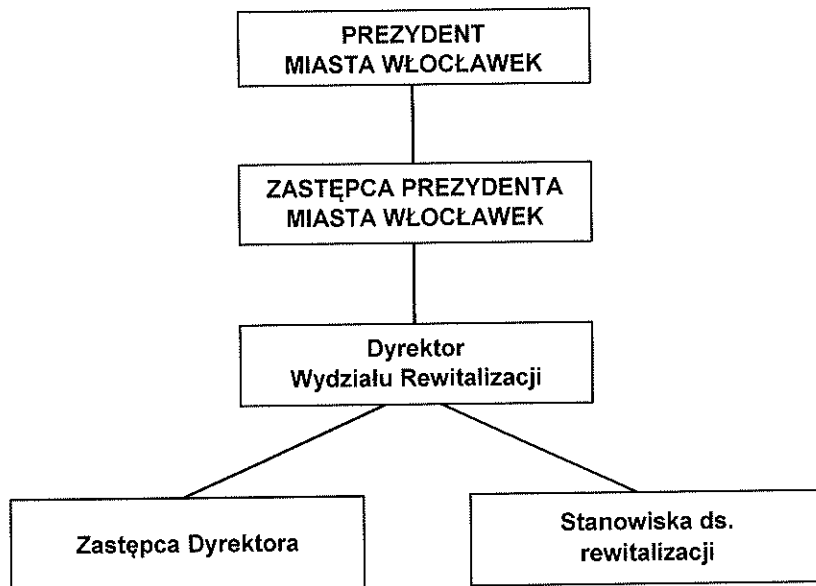 PREZYDENT
MIASTA WŁOCŁAWEK
ZASTĘPCA PREZYDENTA
MIASTA WŁOCŁAWEK
Dyrektor
Wydziału Rewitalizacji
Zastępca Dyrektora
Stanowiska ds.
rewitalizacji